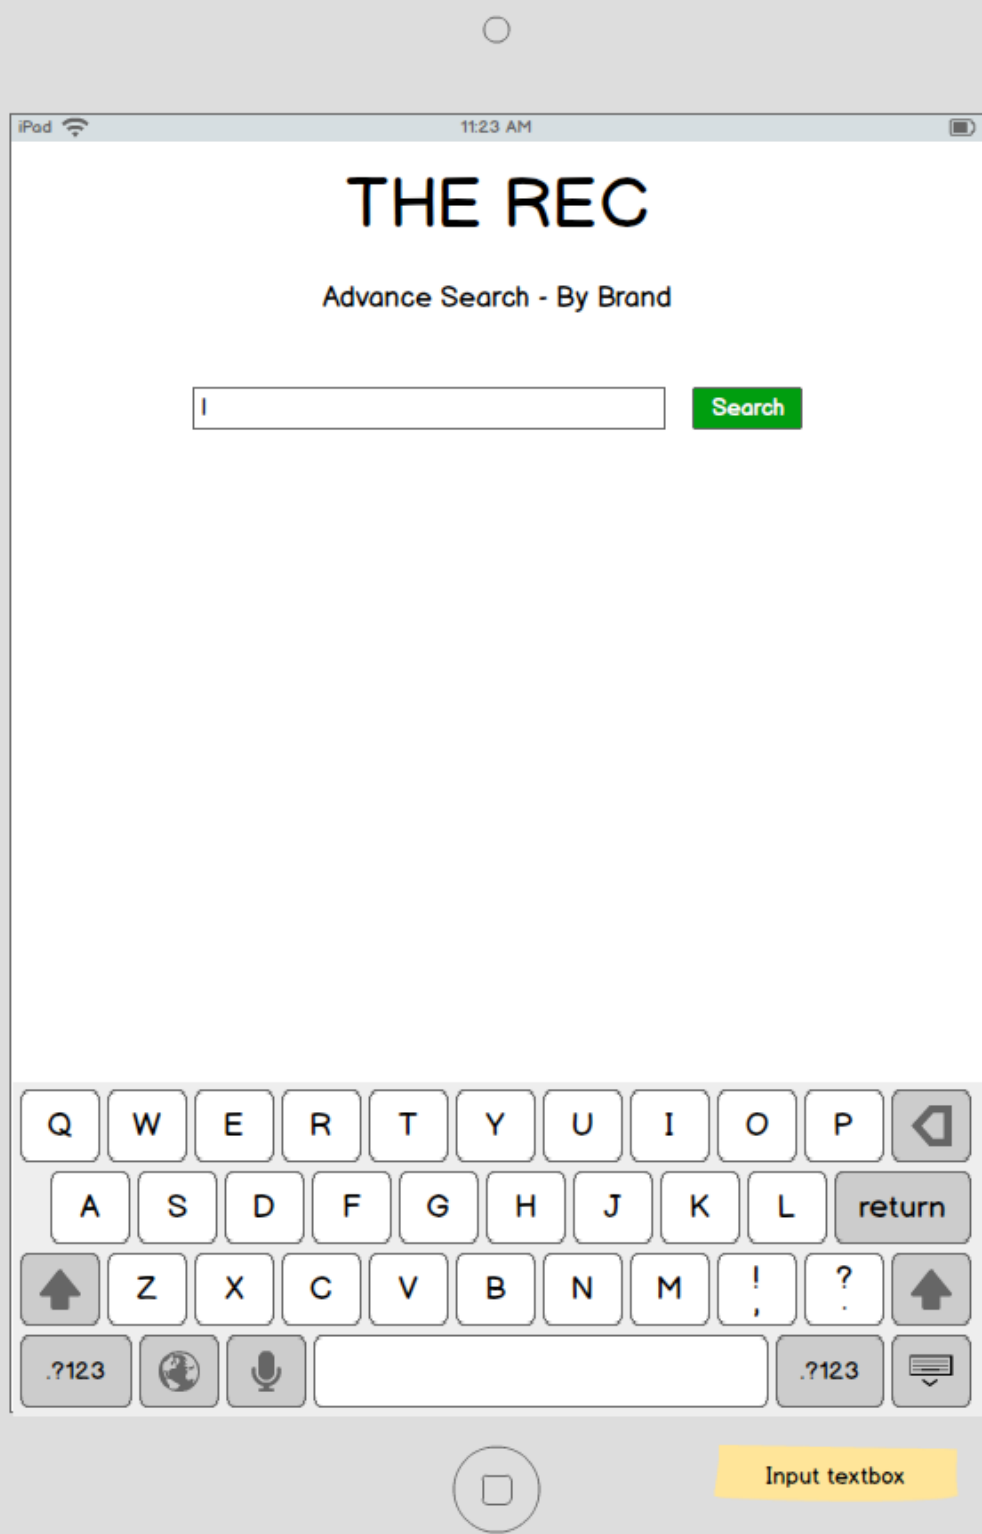 iPad 11:23 AM
THE REC
Advance Search - By Brand
Search
Q W E R T Y U I O P
A S D F G H J K L return
Z X C V B N M ! , ? .
.?123 .?123
Input textbox